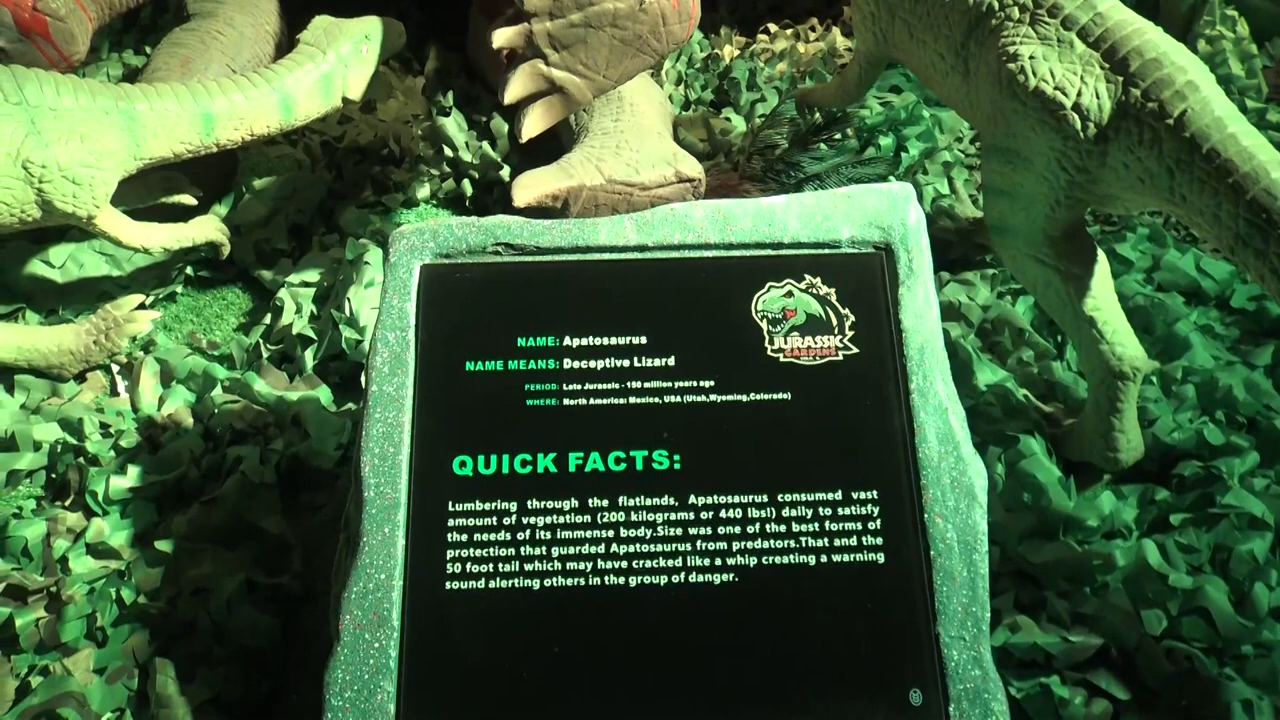 JURASSIC
GARDENS
NAME: Apatosaurus
NAME MEANS: Deceptive Lizard
PERIOD: Late Jurassic - 150 million years ago
WHERE: North America: Mexico, USA (Utah,Wyoming,Colorado)
QUICK FACTS:
Lumbering through the flatlands, Apatosaurus consumed vast
amount of vegetation (200 kilograms or 440 lbs!) daily to satisfy
the needs of its immense body.Size was one of the best forms of
protection that guarded Apatosaurus from predators.That and the
50 foot tail which may have cracked like a whip creating a warning
sound alerting others in the group of danger.